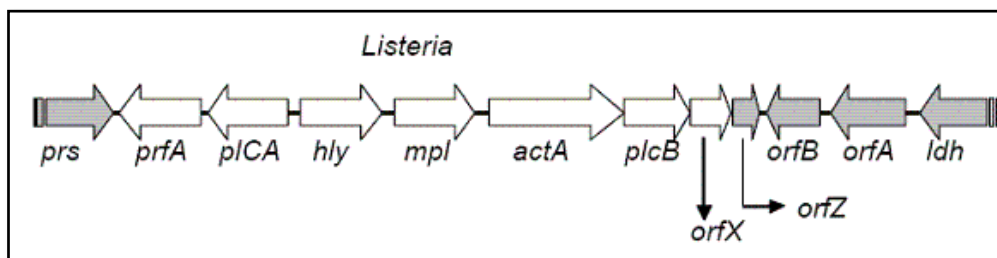 Listeria
prs prfA plCA hly mpl actA plcB orfB orfA ldh
orfZ
orfX